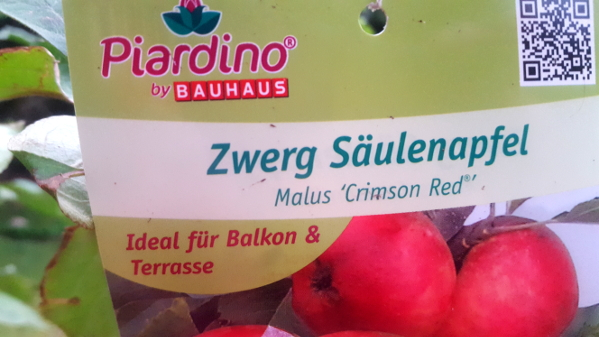 Piardino®
by BAUHAUS
Zwerg Säulenapfel
Malus ‘Crimson Red®’
Ideal für Balkon &
Terrasse